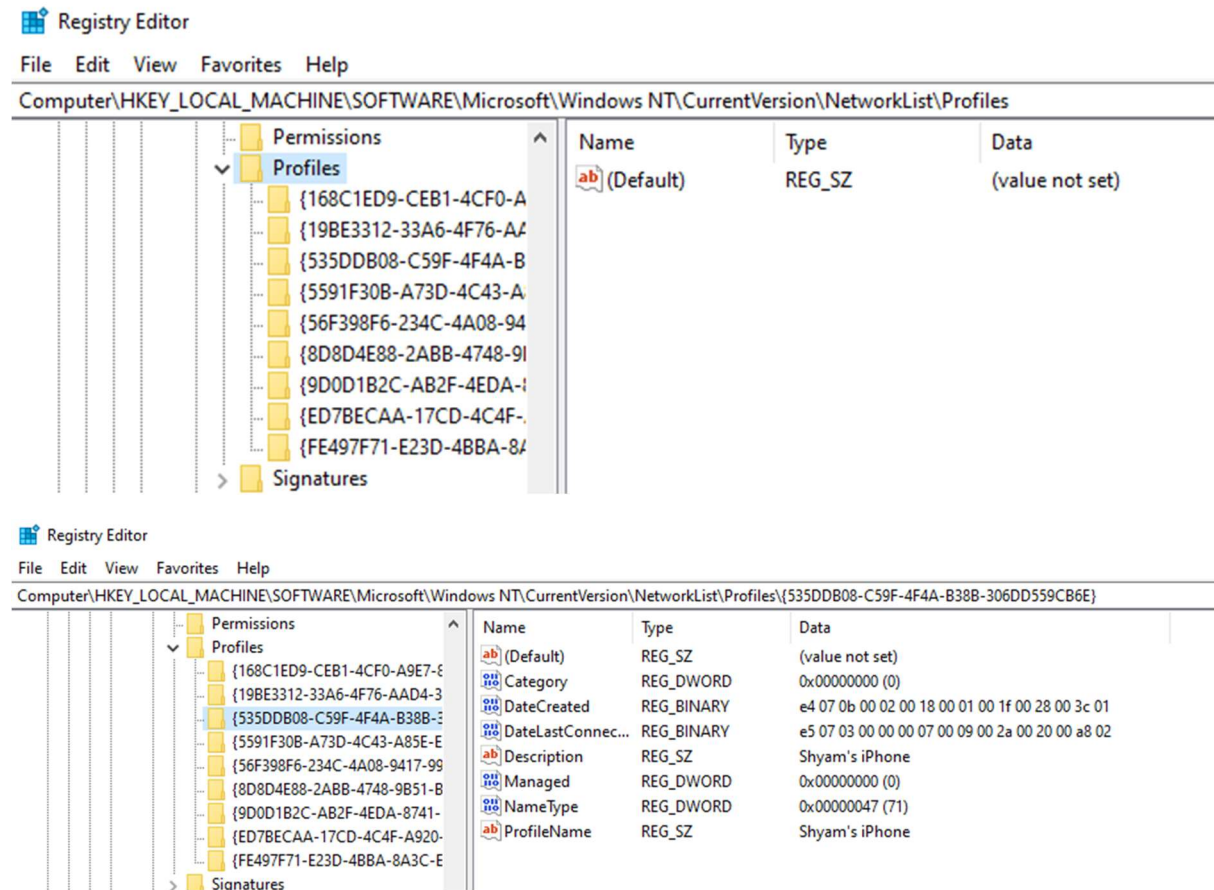 Registry Editor
File Edit View Favorites Help
Computer\HKEY_LOCAL_MACHINE\SOFTWARE\Microsoft\Windows NT\CurrentVersion\NetworkList\Profiles
Permissions
Profiles
{168C1ED9-CEB1-4CF0-A
{19BE3312-33A6-4F76-AA
{535DDB08-C59F-4F4A-B
{5591F30B-A73D-4C43-A
{56F398F6-234C-4A08-94
{8D8D4E88-2ABB-4748-9
{9D0D1B2C-AB2F-4EDA-
{ED7BECAA-17CD-4C4F-
{FE497F71-E23D-4BBA-8A
Signatures
Name Type Data
(Default) REG_SZ (value not set)
Registry Editor
File Edit View Favorites Help
Computer\HKEY_LOCAL_MACHINE\SOFTWARE\Microsoft\Windows NT\CurrentVersion\NetworkList\Profiles\{535DDB08-C59F-4F4A-B38B-306DD559CB6E}
Permissions
Profiles
{168C1ED9-CEB1-4CF0-A9E7-8
{19BE3312-33A6-4F76-AAD4-3
{535DDB08-C59F-4F4A-B38B-3
{5591F30B-A73D-4C43-A85E-E
{56F398F6-234C-4A08-9417-99
{8D8D4E88-2ABB-4748-9B51-B
{9D0D1B2C-AB2F-4EDA-8741-
{ED7BECAA-17CD-4C4F-A920-
{FE497F71-E23D-4BBA-8A3C-E
Signatures
Name Type Data
(Default) REG_SZ (value not set)
Category REG_DWORD 0x00000000 (0)
DateCreated REG_BINARY e4 07 0b 00 02 00 18 00 01 00 1f 00 28 00 3c 01
DateLastConnec... REG_BINARY e5 07 03 00 00 00 07 00 09 00 2a 00 20 00 a8 02
Description REG_SZ Shyam's iPhone
Managed REG_DWORD 0x00000000 (0)
NameType REG_DWORD 0x00000047 (71)
ProfileName REG_SZ Shyam's iPhone